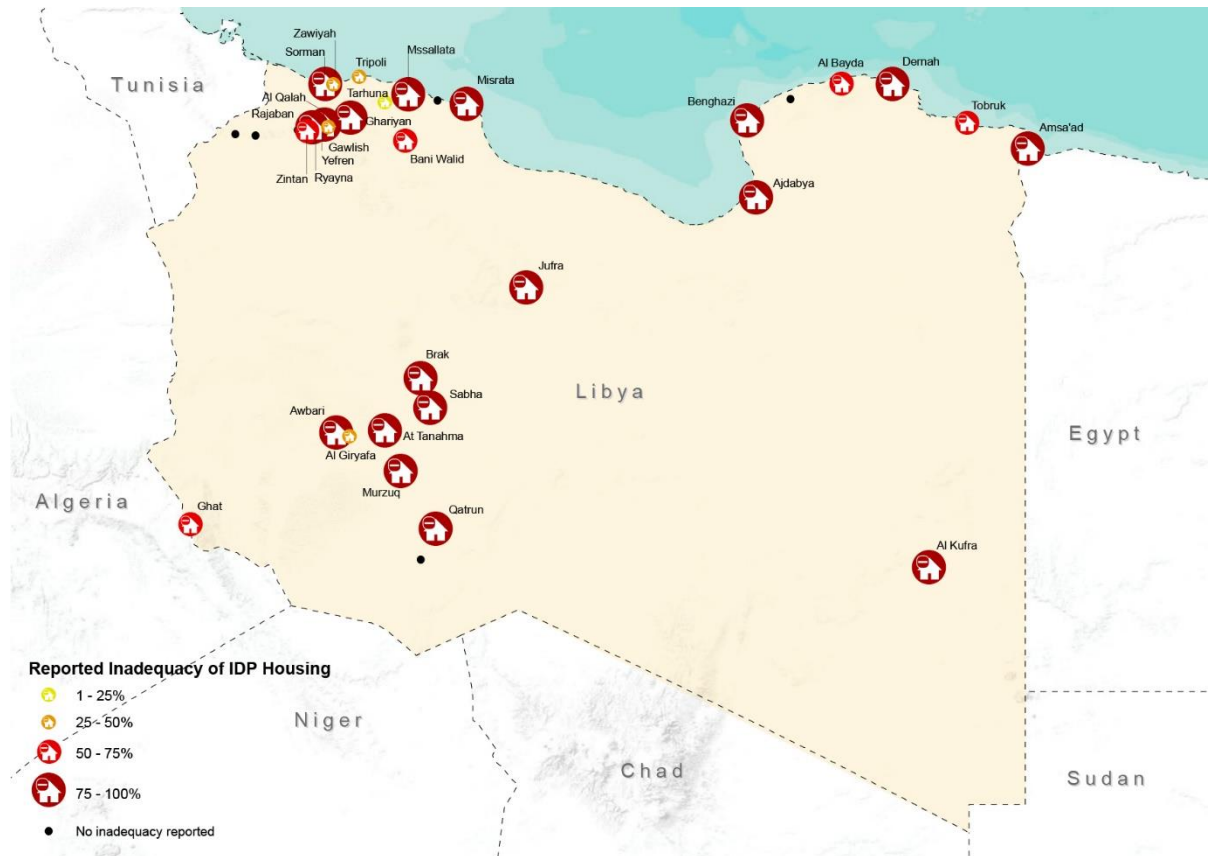 Zawiyah
Sorman
Tripoli
Mssallata
Misrata
Tunisia
Al Qalah
Tarhuna
Rajaban
Ghariyan
Gawlish
Yefren
Zintan
Ryayna
Bani Walid
Al Bayda
Dernah
Benghazi
Tobruk
Amsa'ad
Ajdabya
Jufra
Brak
Sabha
Libya
Awbari
At Tanahma
Al Giryafa
Murzuq
Egypt
Algeria
Ghat
Qatrun
Al Kufra
Reported Inadequacy of IDP Housing
1 - 25%
25 - 50%
50 - 75%
75 - 100%
No inadequacy reported
Niger
Chad
Sudan